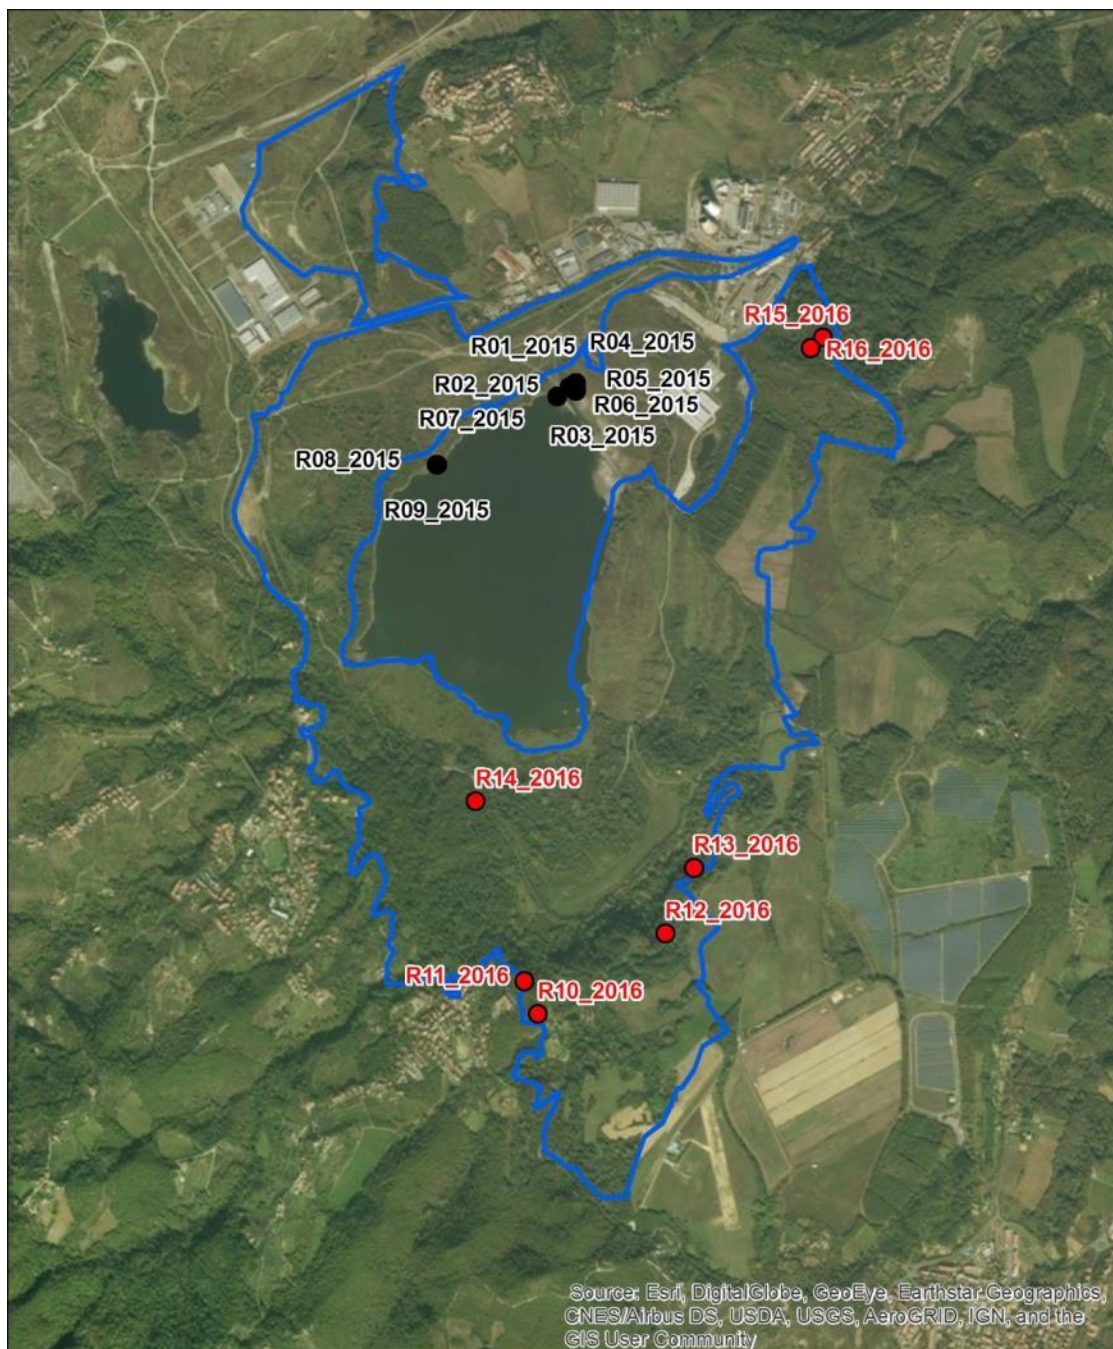 R15_2016
R16_2016
R01_2015
R04_2015
R02_2015
R05_2015
R07_2015
R06_2015
R03_2015
R08_2015
R09_2015
R14_2016
R13_2016
R12_2016
R11_2016
R10_2016
Source: Esri, DigitalGlobe, GeoEye, Earthstar Geographics,
CNES/Airbus DS, USDA, USGS, AeroGRID, IGN, and the
GIS User Community